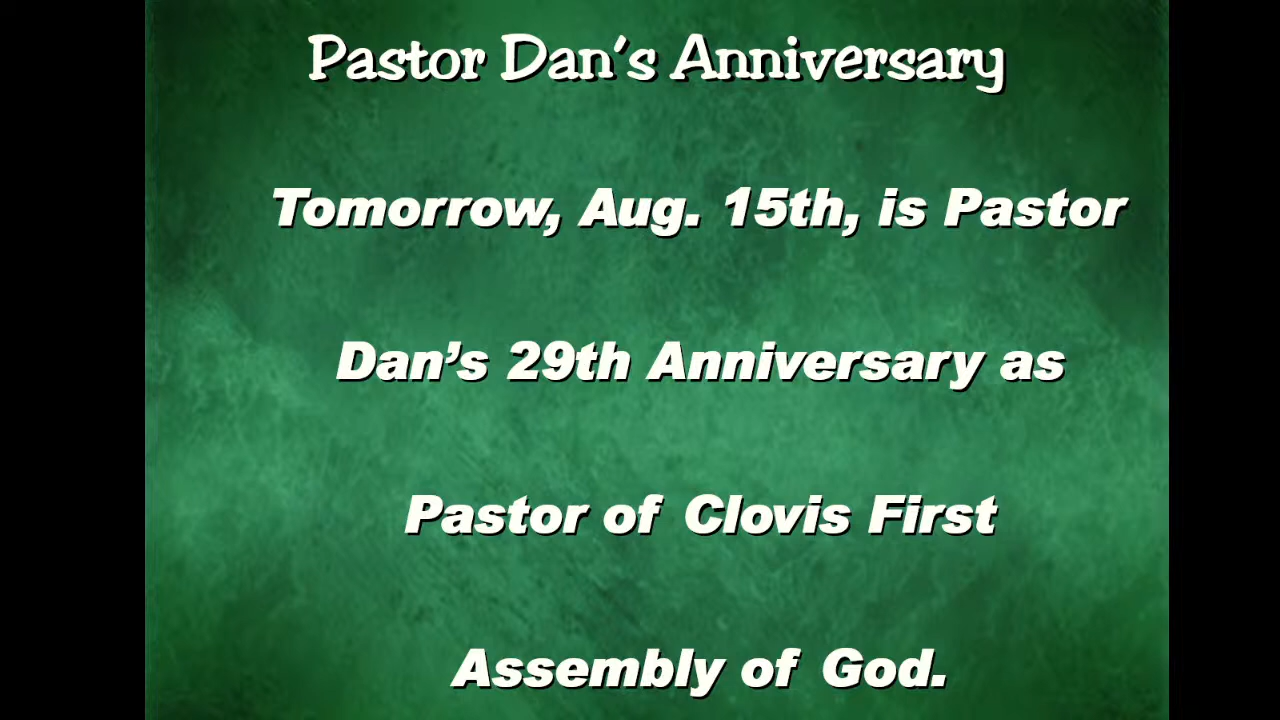 Pastor Dan's Anniversary
Tomorrow, Aug. 15th, is Pastor
Dan's 29th Anniversary as
Pastor of Clovis First
Assembly of God.